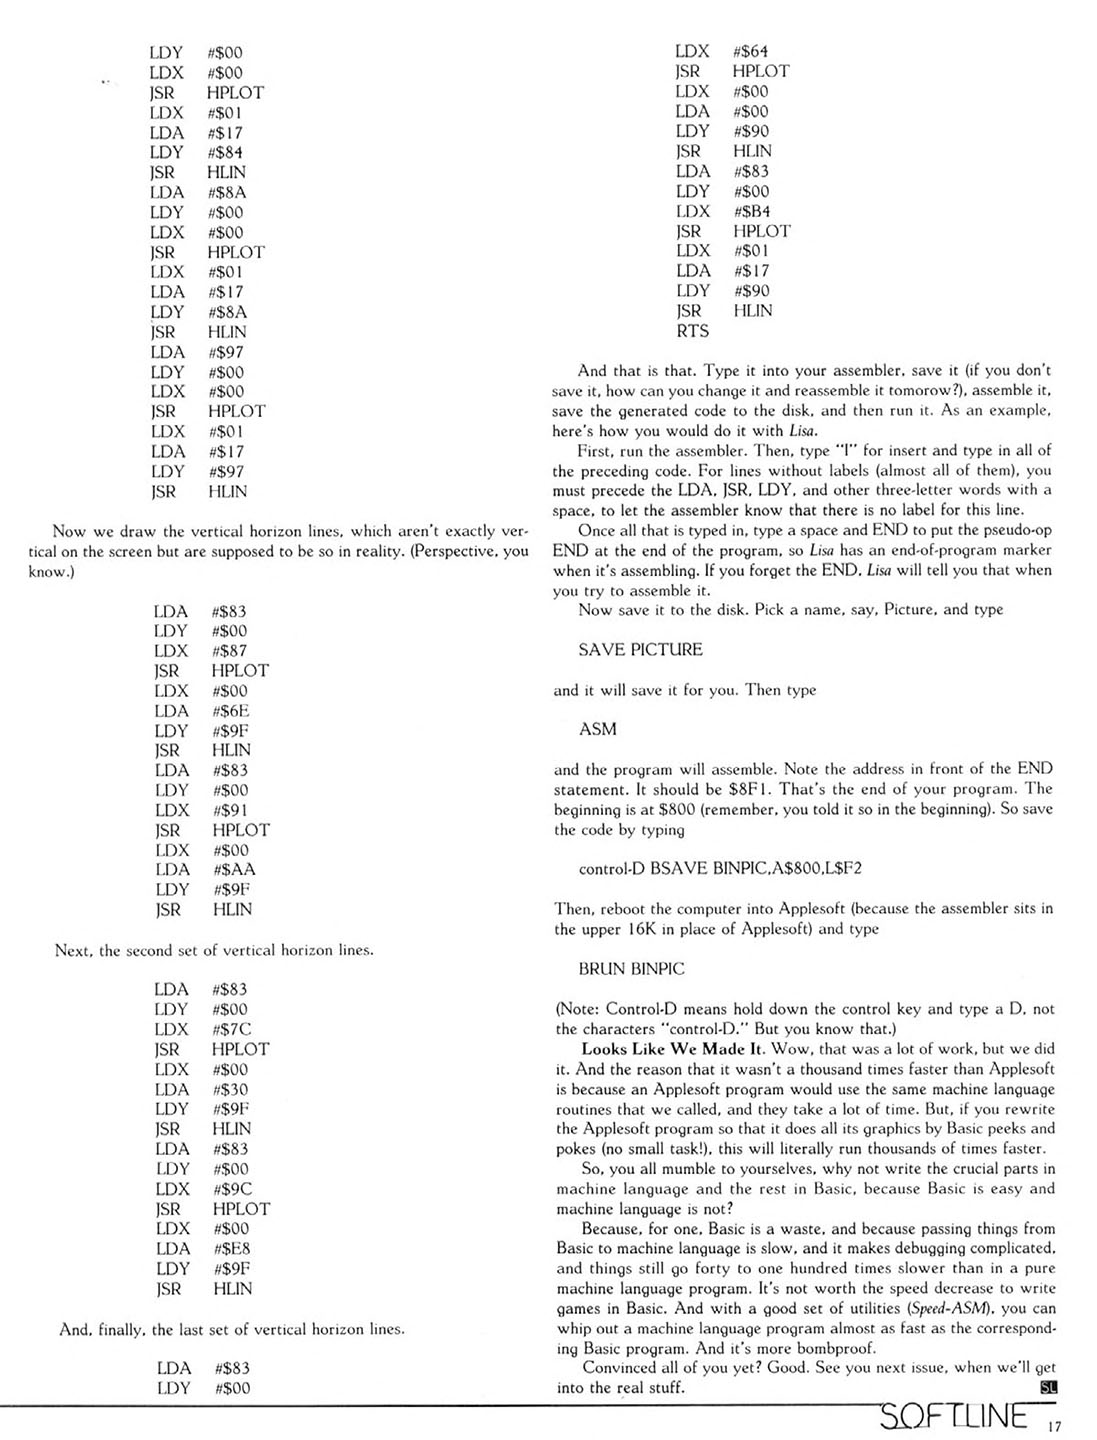 LDY #$00
LDX #$00
JSR HPLOT
LDX #$01
LDA #$17
LDY #$84
JSR HLIN
LDA #$8A
LDY #$00
LDX #$00
JSR HPLOT
LDX #$01
LDA #$17
LDY #$8A
JSR HLIN
LDA #$97
LDY #$00
LDX #$00
JSR HPLOT
LDX #$01
LDA #$17
LDY #$97
JSR HLIN
Now we draw the vertical horizon lines, which aren't exactly ver-
tical on the screen but are supposed to be so in reality. (Perspective, you
know.)
LDA #$83
LDY #$00
LDX #$87
JSR HPLOT
LDX #$00
LDA #$6E
LDY #$9F
JSR HLIN
LDA #$83
LDY #$00
LDX #$91
JSR HPLOT
LDX #$00
LDA #$AA
LDY #$9F
JSR HLIN
Next, the second set of vertical horizon lines.
LDA #$83
LDY #$00
LDX #$7C
JSR HPLOT
LDX #$00
LDA #$30
LDY #$9F
JSR HLIN
LDA #$83
LDY #$00
LDX #$9C
JSR HPLOT
LDX #$00
LDA #$E8
LDY #$9F
JSR HLIN
And, finally, the last set of vertical horizon lines.
LDA #$83
LDY #$00
LDX #$64
JSR HPLOT
LDX #$00
LDA #$00
LDY #$90
JSR HLIN
LDA #$83
LDY #$00
LDX #$B4
JSR HPLOT
LDX #$01
LDA #$17
LDY #$90
JSR HLIN
RTS
And that is that. Type it into your assembler, save it (if you don't
save it, how can you change it and reassemble it tomorow?), assemble it,
save the generated code to the disk, and then run it. As an example,
here's how you would do it with Lisa.
First, run the assembler. Then, type "I" for insert and type in all of
the preceding code. For lines without labels (almost all of them), you
must precede the LDA, JSR, LDY, and other three-letter words with a
space, to let the assembler know that there is no label for this line.
Once all that is typed in, type a space and END to put the pseudo-op
END at the end of the program, so Lisa has an end-of-program marker
when it's assembling. If you forget the END, Lisa will tell you that when
you try to assemble it.
Now save it to the disk. Pick a name, say, Picture, and type
SAVE PICTURE
and it will save it for you. Then type
ASM
and the program will assemble. Note the address in front of the END
statement. It should be $8F1. That's the end of your program. The
beginning is at $800 (remember, you told it so in the beginning). So save
the code by typing
control-D BSAVE BINPIC,A$800,L$F2
Then, reboot the computer into Applesoft (because the assembler sits in
the upper 16K in place of Applesoft) and type
BRUN BINPIC
(Note: Control-D means hold down the control key and type a D, not
the characters "control-D." But you know that.)
Looks Like We Made It. Wow, that was a lot of work, but we did
it. And the reason that it wasn't a thousand times faster than Applesoft
is because an Applesoft program would use the same machine language
routines that we called, and they take a lot of time. But, if you rewrite
the Applesoft program so that it does all its graphics by Basic peeks and
pokes (no small task!), this will literally run thousands of times faster.
So, you all mumble to yourselves, why not write the crucial parts in
machine language and the rest in Basic, because Basic is easy and
machine language is not?
Because, for one, Basic is a waste, and because passing things from
Basic to machine language is slow, and it makes debugging complicated,
and things still go forty to one hundred times slower than in a pure
machine language program. It's not worth the speed decrease to write
games in Basic. And with a good set of utilities (Speed-ASM), you can
whip out a machine language program almost as fast as the correspond-
ing Basic program. And it's more bombproof.
Convinced all of you yet? Good. See you next issue, when we'll get
into the real stuff. SL
SOFTLINE 17